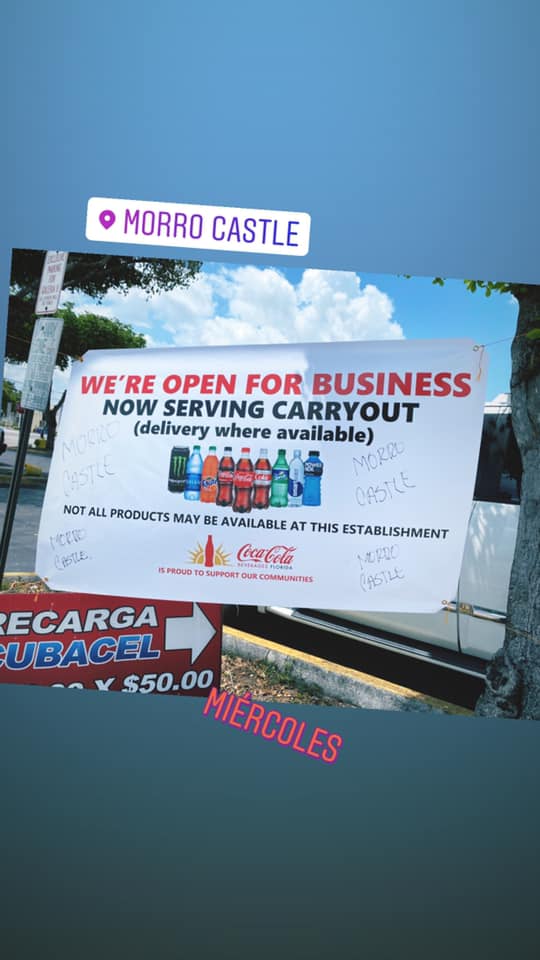 MORRO CASTLE
WE'RE OPEN FOR BUSINESS
NOW SERVING CARRYOUT
(delivery where available)
MORRO
CASTLE
MORRO
CASTLE
NOT ALL PRODUCTS MAY BE AVAILABLE AT THIS ESTABLISHMENT
MORRO
CASTLE
MORRO
CASTLE
Coca-Cola
BEVERAGES FLORIDA
IS PROUD TO SUPPORT OUR COMMUNITIES
RECARGA
CUBACEL
X $50.00
MIÉRCOLES